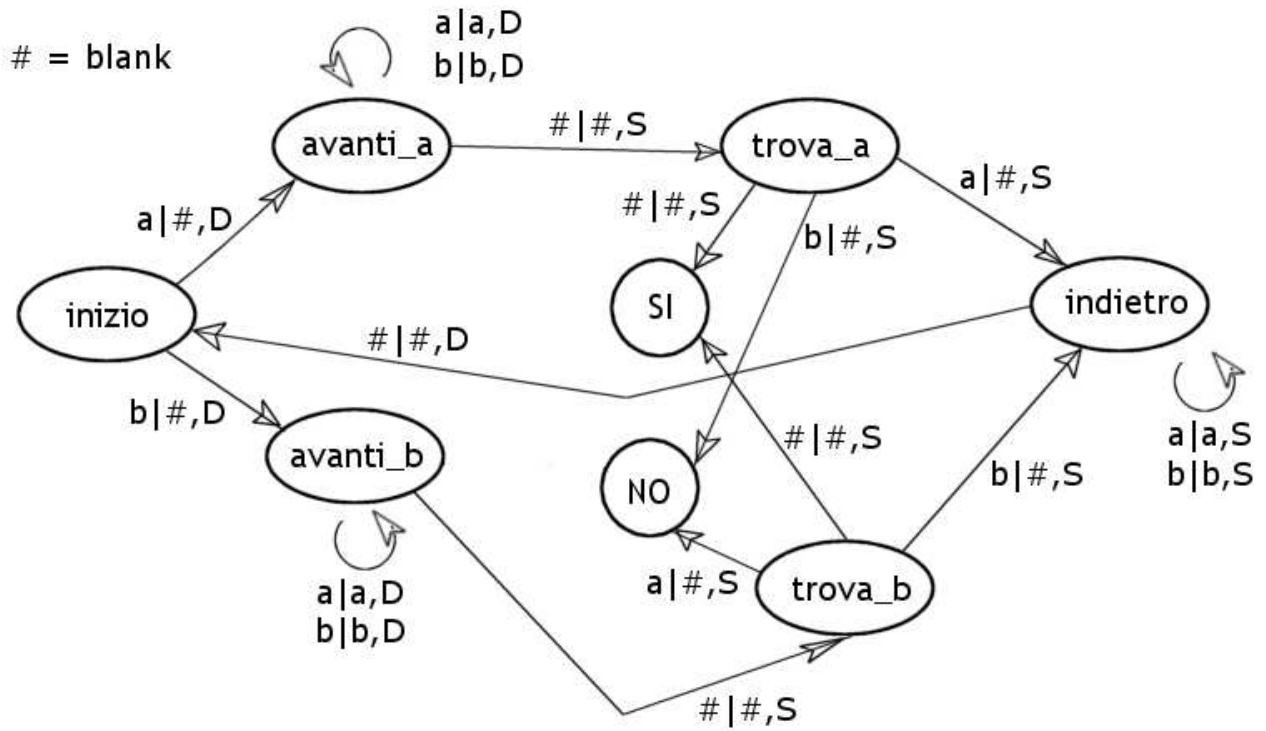 # = blank
a|a,D
b|b,D
avanti_a
#|#,S
trova_a
a|#,S
#|#,S
b|#,S
a|#,D
inizio
SI
indietro
#|#,D
b|#,D
avanti_b
#|#,S
a|a,S
b|b,S
NO
b|#,S
a|a,D
b|b,D
a|#,S
trova_b
#|#,S